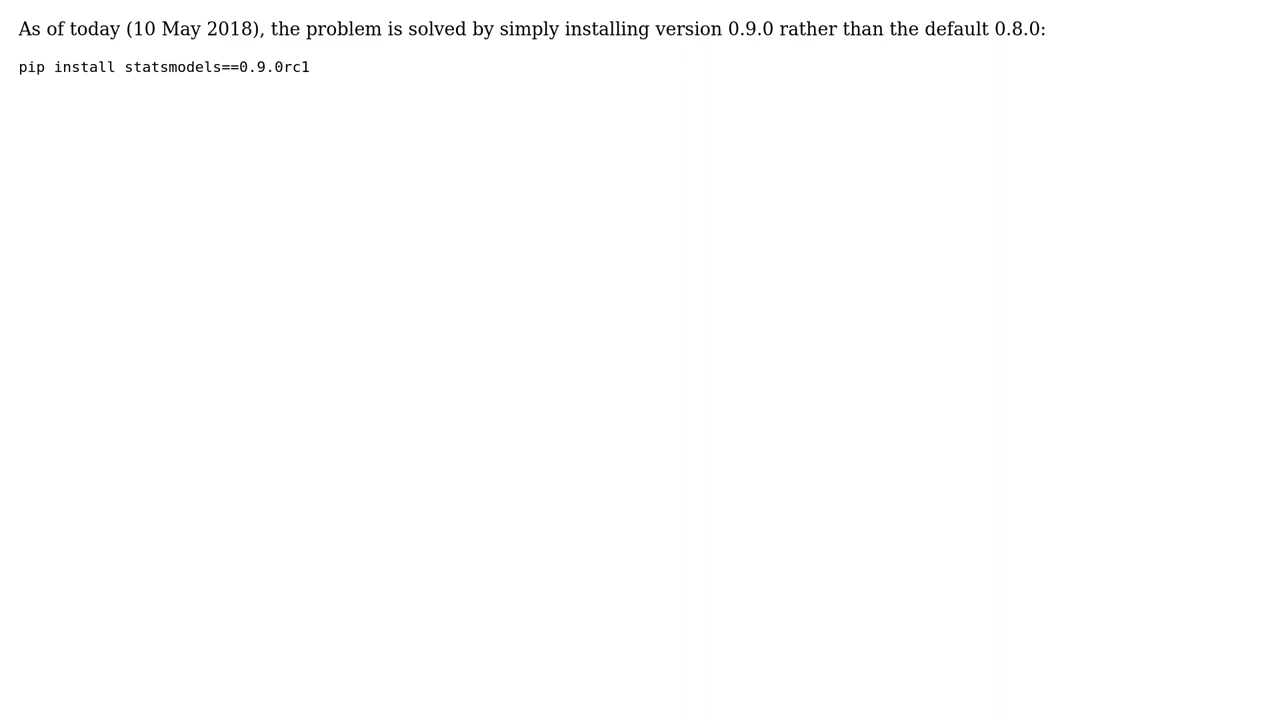 As of today (10 May 2018), the problem is solved by simply installing version 0.9.0 rather than the default 0.8.0:
pip install statsmodels==0.9.0rc1